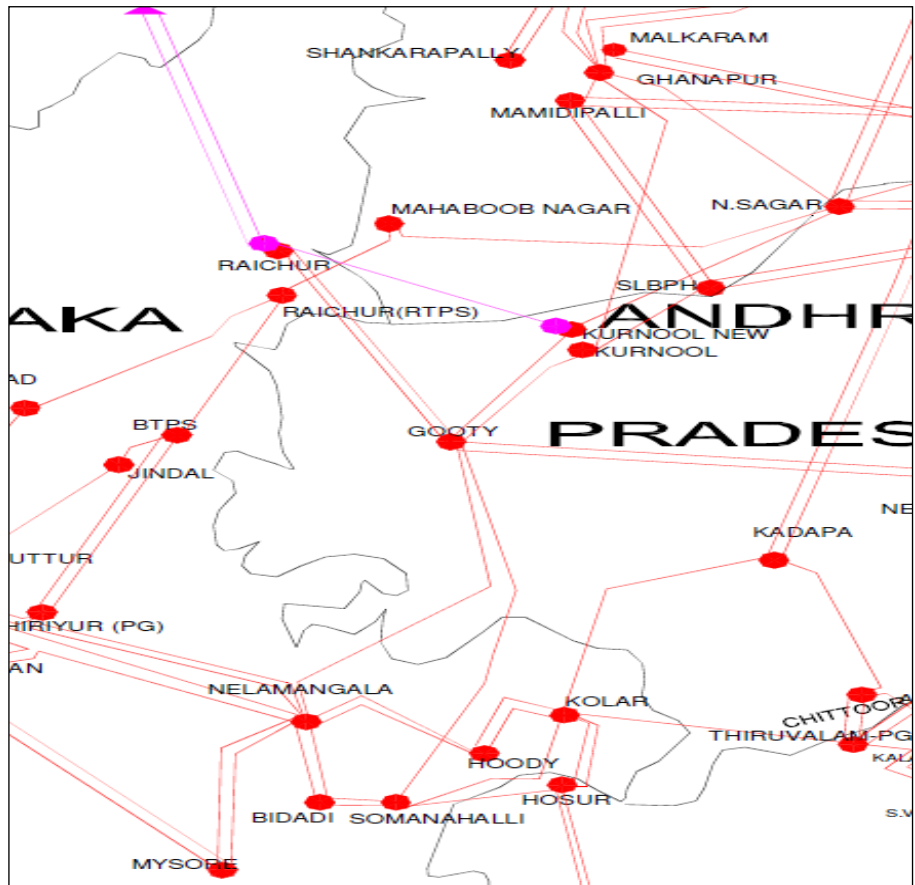 MALKARAM
SHANKARAPALLY
GHANAPUR
MAMIDIPALLI
MAHABOOB NAGAR
N.SAGAR
RAICHUR
SLBPH
RAICHUR(RTPS)
AKA
ANDHR
KURNOOL NEW
KURNOOL
AD
BTPS
GOOTY
PRADES
JINDAL
NE
KADAPA
UTTUR
HIRIYUR (PG)
AN
NELAMANGALA
KOLAR
CHITTOOR
THIRUVALAM-PG
HOODY
KALA
HOSUR
BIDADI
SOMANAHALLI
S.V
MYSORE